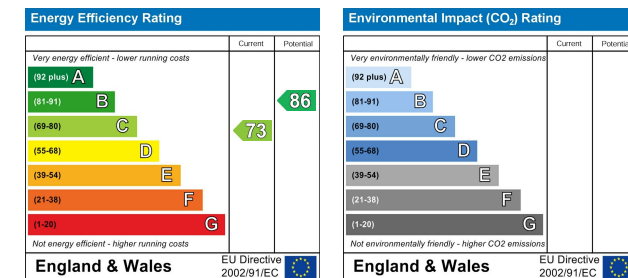 Energy Efficiency Rating
Current Potential
Very energy efficient - lower running costs
(92 plus) A
(81-91) B
86
(69-80) C
73
(55-68) D
(39-54) E
(21-38) F
(1-20) G
Not energy efficient - higher running costs
England & Wales
EU Directive
2002/91/EC
Environmental Impact (CO₂) Rating
Current Potentia
Very environmentally friendly - lower CO2 emissions
(92 plus) A
(81-91) B
(69-80) C
(55-68) D
(39-54) E
(21-38) F
(1-20) G
Not environmentally friendly - higher CO2 emissions
England & Wales
EU Directive
2002/91/EC